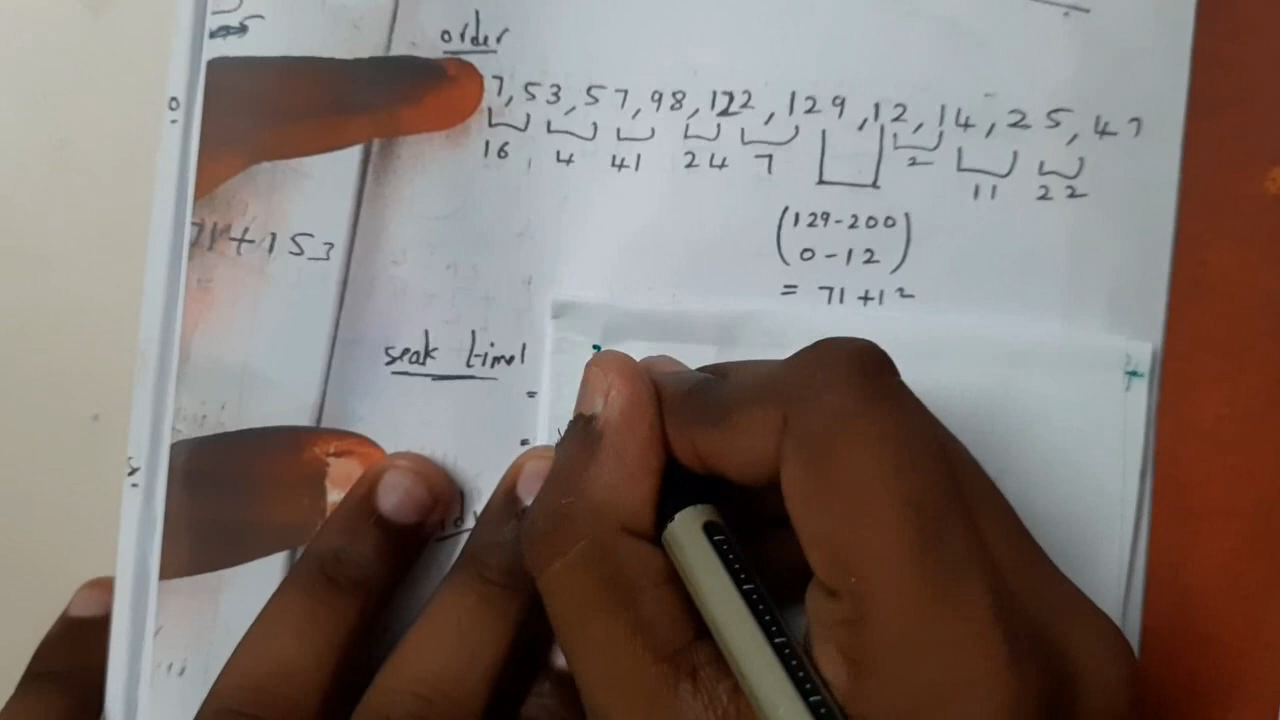 order
7, 53, 57, 98, 122, 129, 12, 14, 25, 47
16, 4 41 24 7 2
11 22
71+153
(129-200)
(0-12)
= 71+12
seak time
=
=